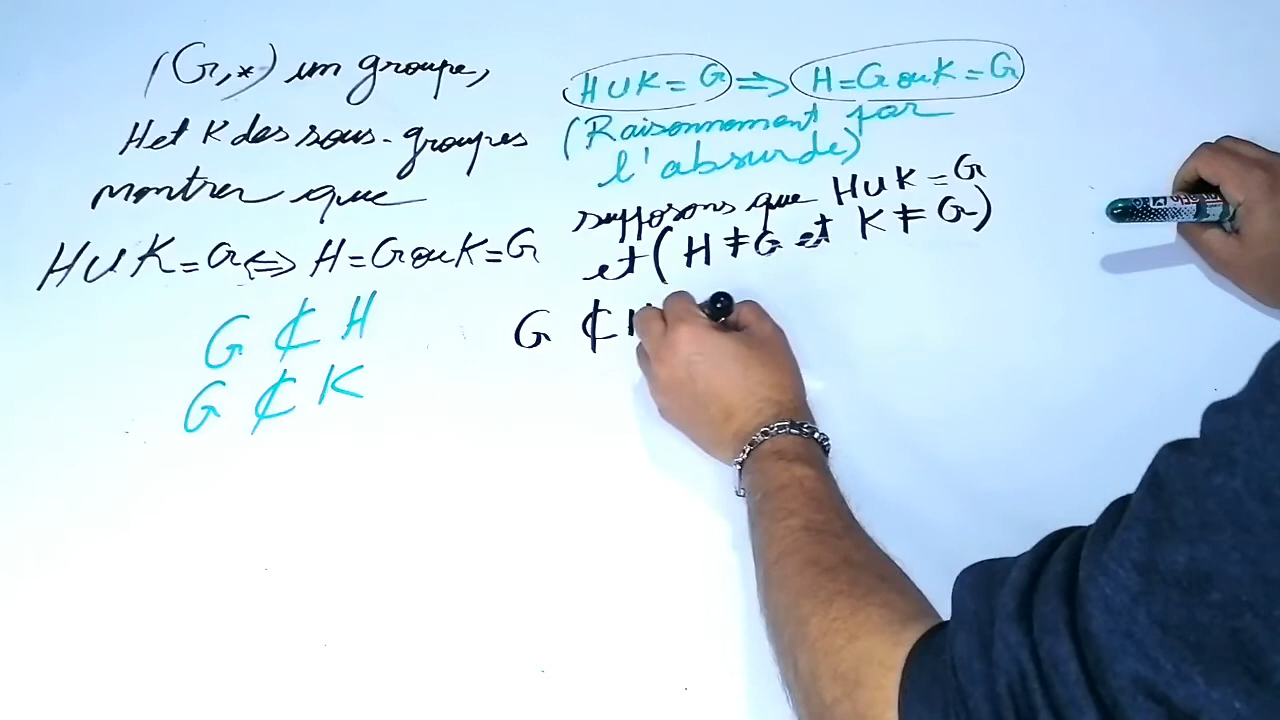 (G,*) un groupe,
H et K des sous-groupes
montrer que
H∪K=G⇔H=G ou K=G
G ⊄ H
G ⊄ K
H∪K=G ⇒ H=G ou K=G
(Raisonnement par
l'absurde)
supposons que H∪K=G
et (H≠G et K≠G)
G ⊄